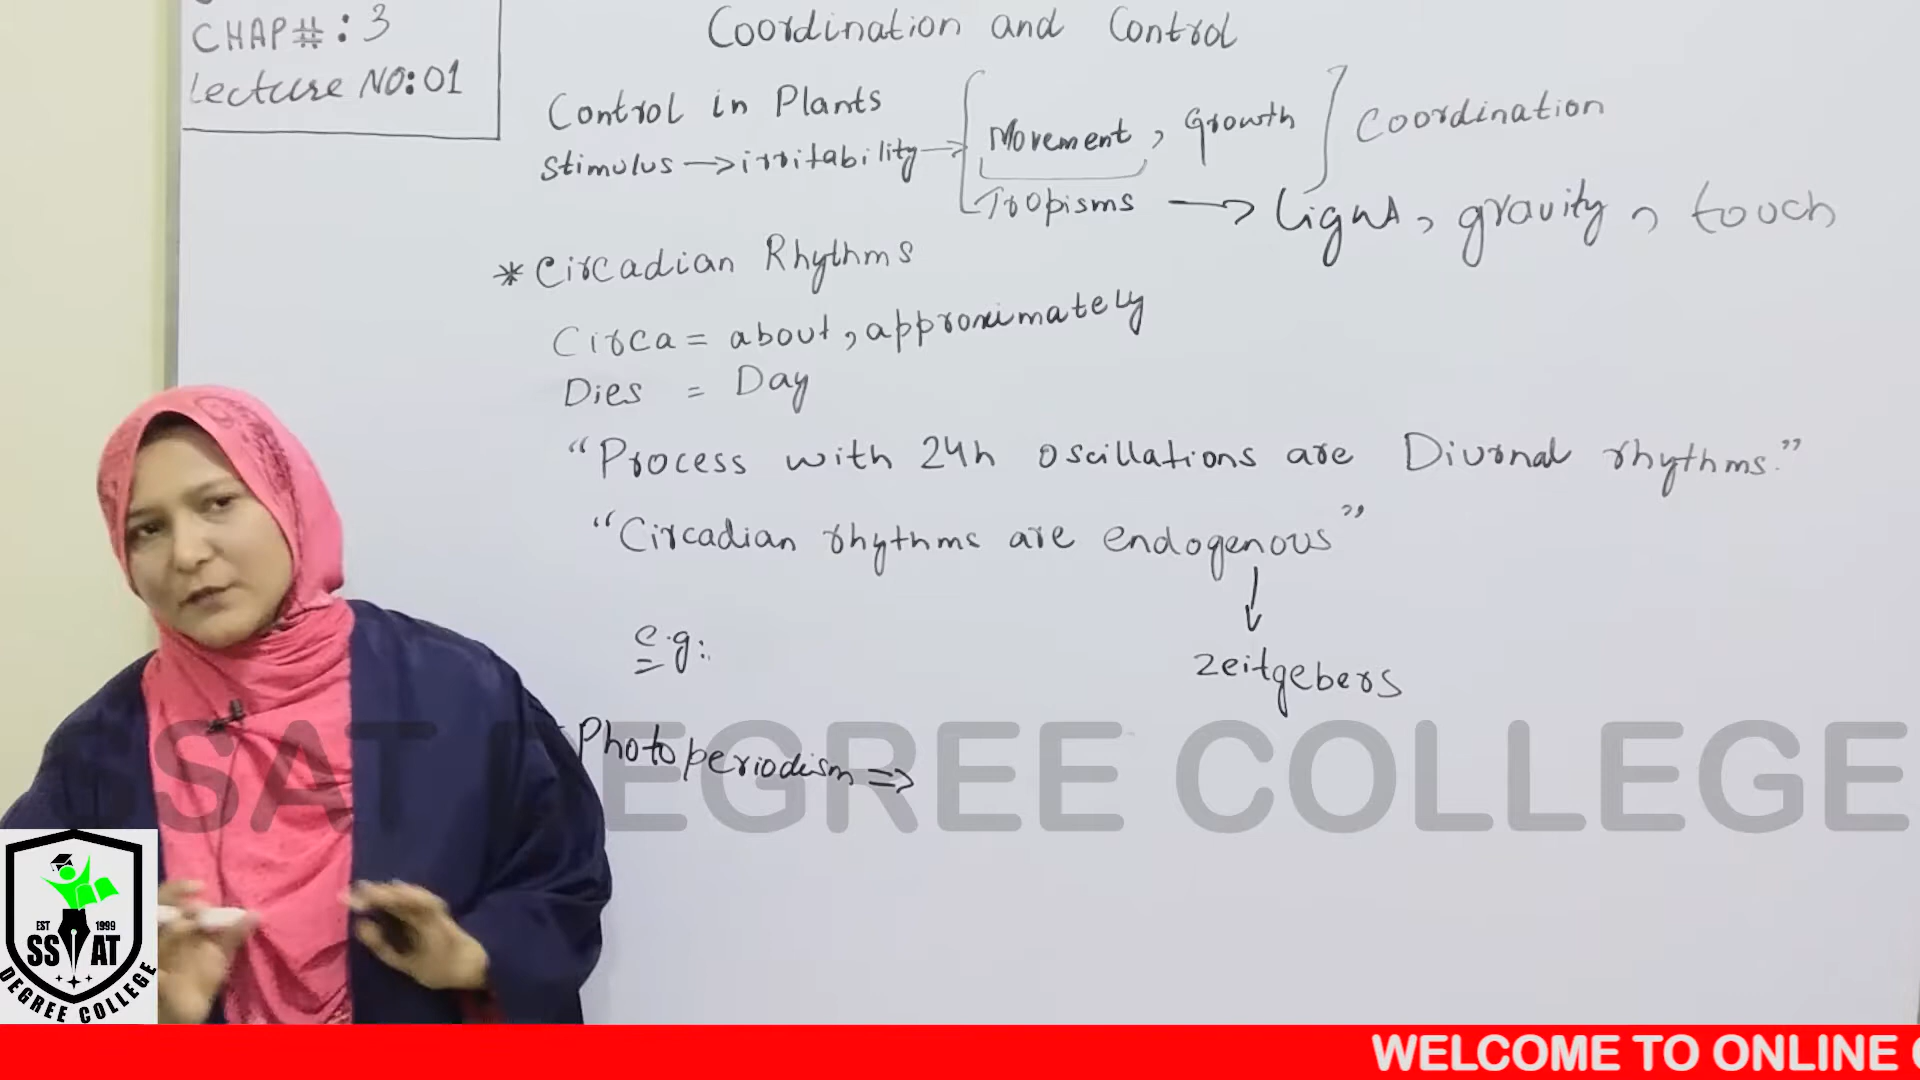 CHAP#: 3
Lecture NO:01
Coordination and Control
Control in Plants
Stimulus → irritability → Movement, Growth Coordination
Tropisms → Light, gravity, touch
* Circadian Rhythms
Circa = about, approximately
Dies = Day
"Process with 24h oscillations are Diurnal rhythms."
"Circadian rhythms are endogenous"
↓
e.g:
zeitgebers
Photoperiodism ⇒
SSAT DEGREE COLLEGE
EST 1999
SSAT
DEGREE COLLEGE
WELCOME TO ONLINE